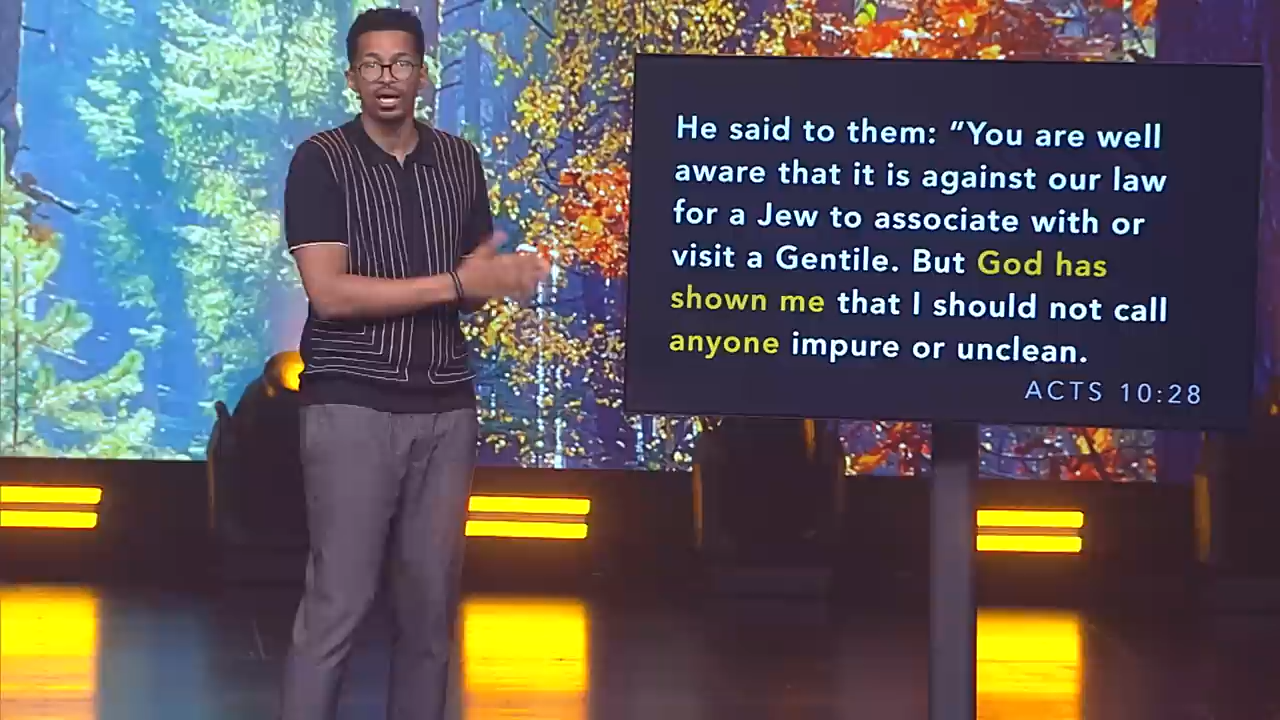 He said to them: “You are well
aware that it is against our law
for a Jew to associate with or
visit a Gentile. But God has
shown me that I should not call
anyone impure or unclean.
ACTS 10:28